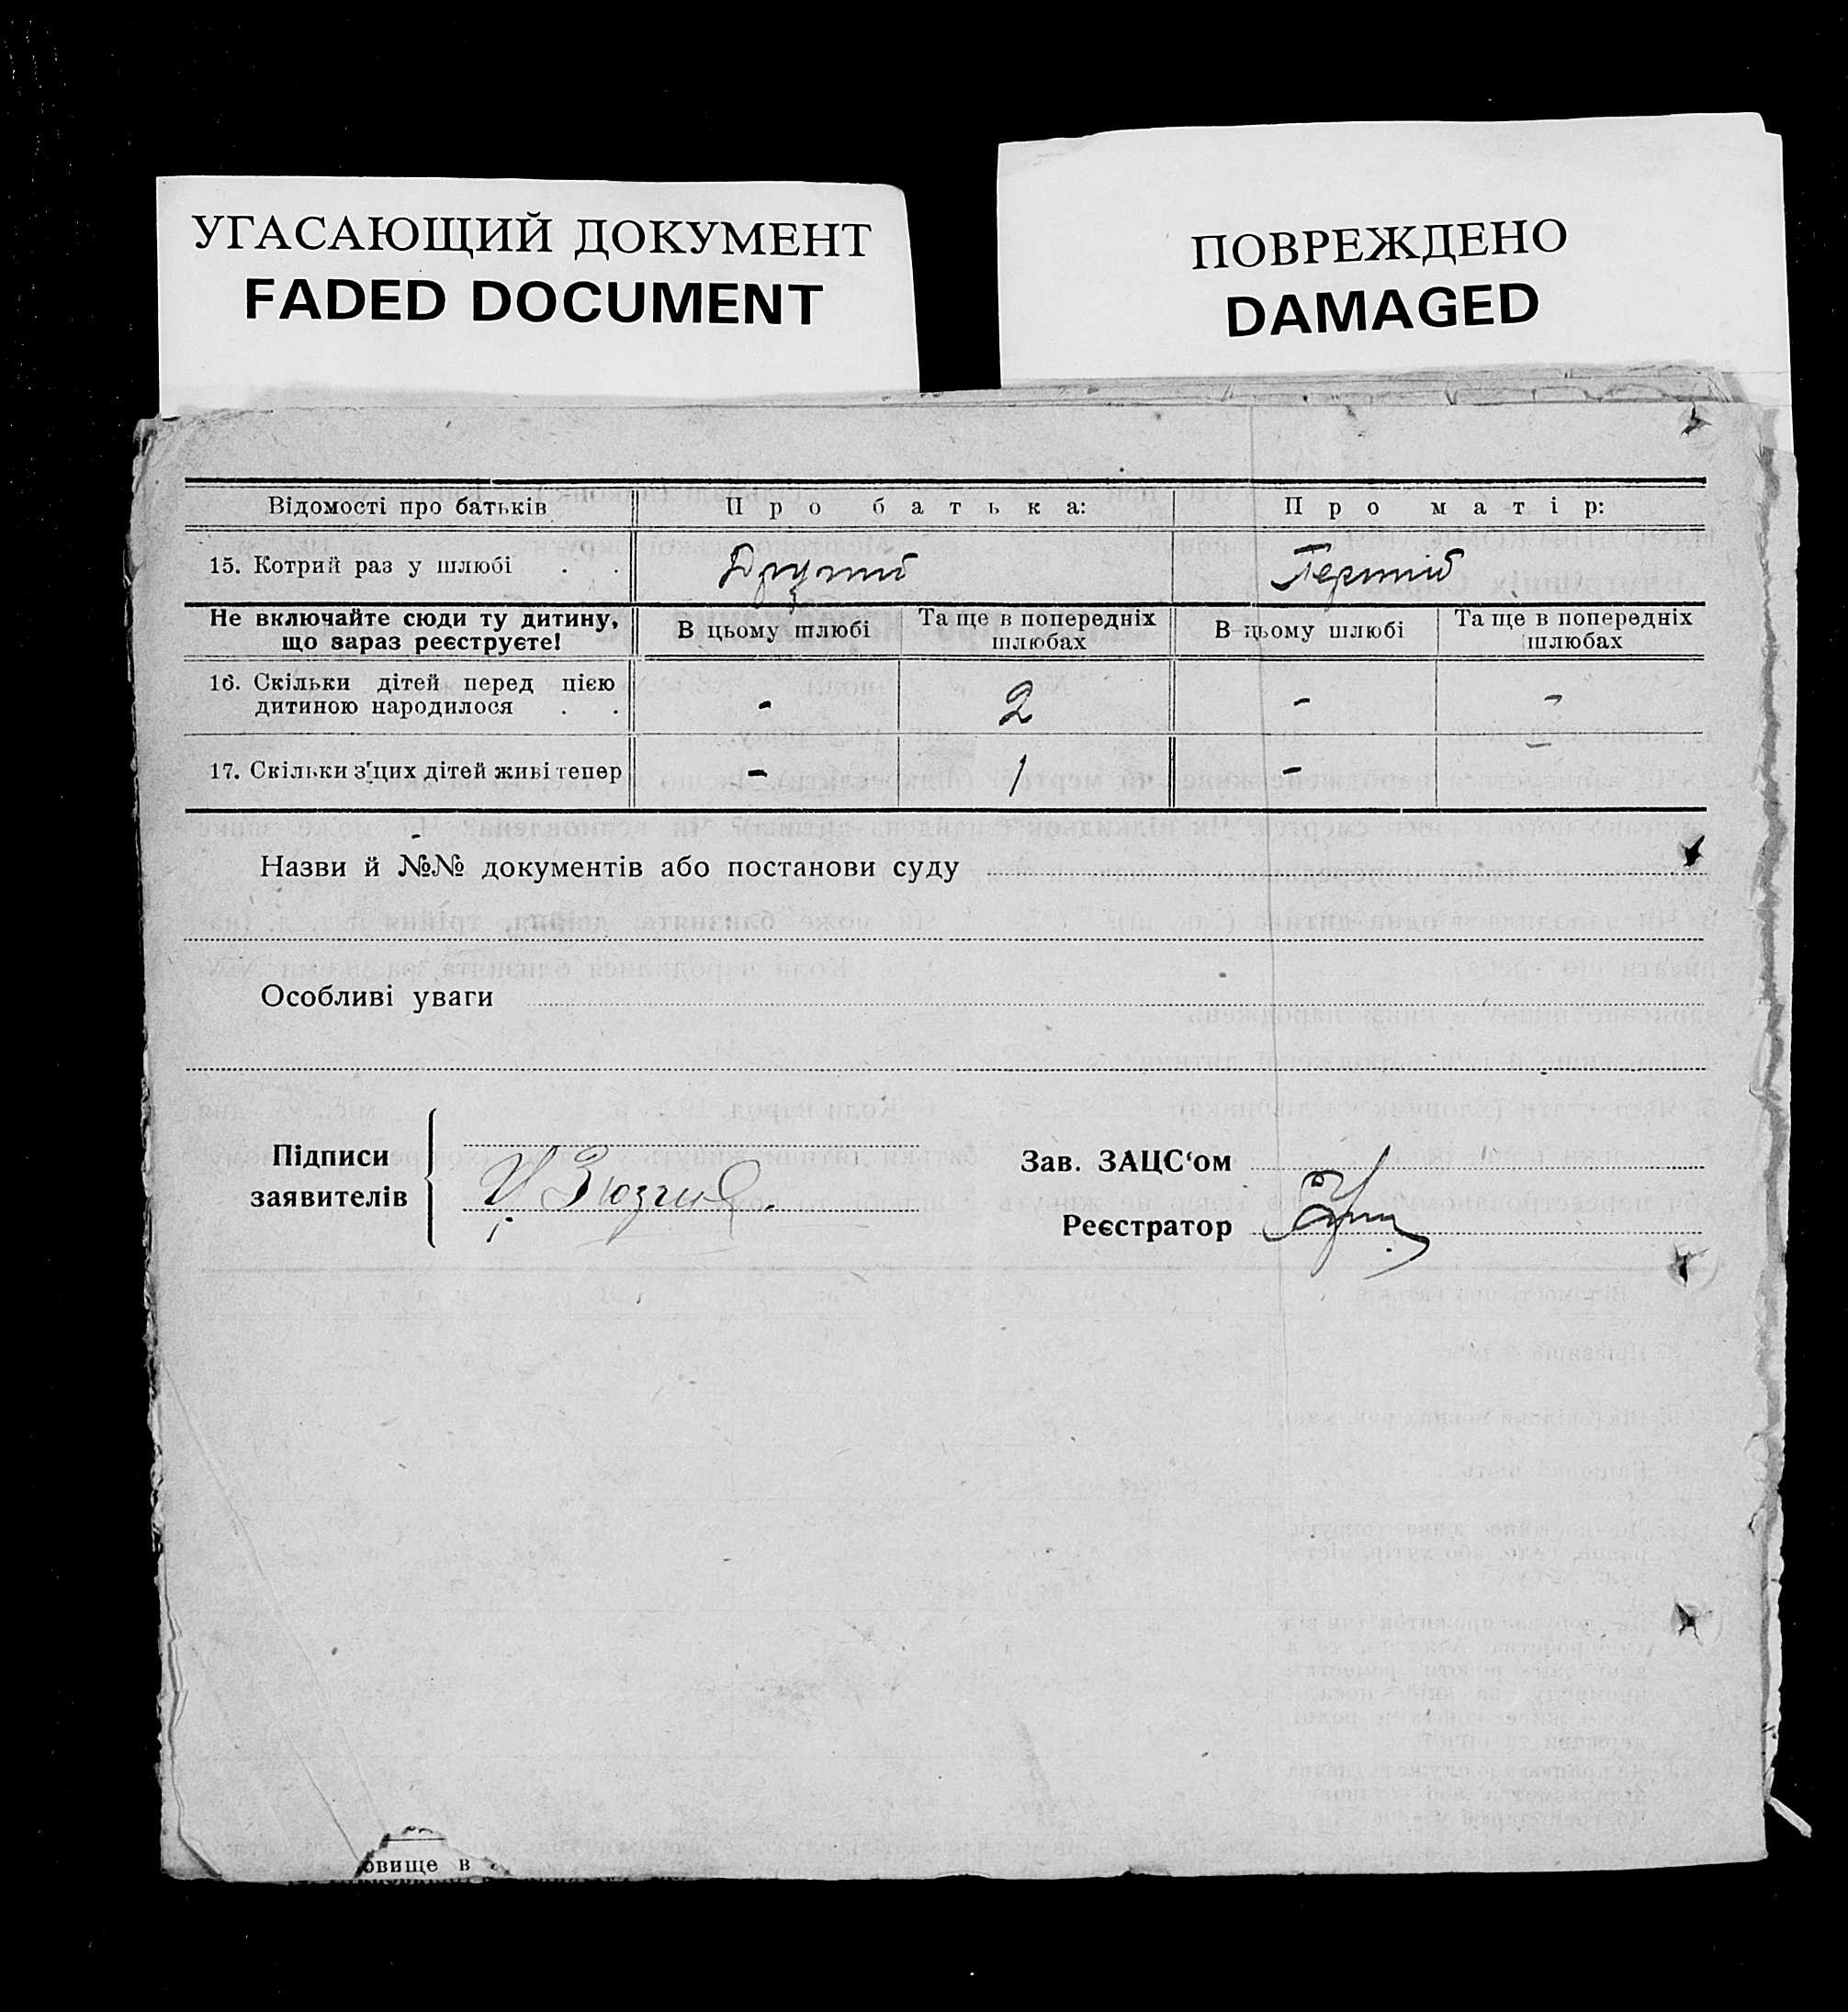 УГАСАЮЩИЙ ДОКУМЕНТ
FADED DOCUMENT
ПОВРЕЖДЕНО
DAMAGED
Відомості про батьків Про батька: Про матір:
15. Котрий раз у шлюбі . . Другий Перший
Не включайте сюди ту дитину, що зараз реєструєте! В цьому шлюбі Та ще в попередніх шлюбах В цьому шлюбі Та ще в попередніх шлюбах
16. Скільки дітей перед цією дитиною народилося . . - 2 - -
17. Скільки з цих дітей живі тепер - 1 - -
Назви й №№ документів або постанови суду
Особливі уваги
Підписи заявителів
Зав. ЗАЦС'ом
Реєстратор
овище в